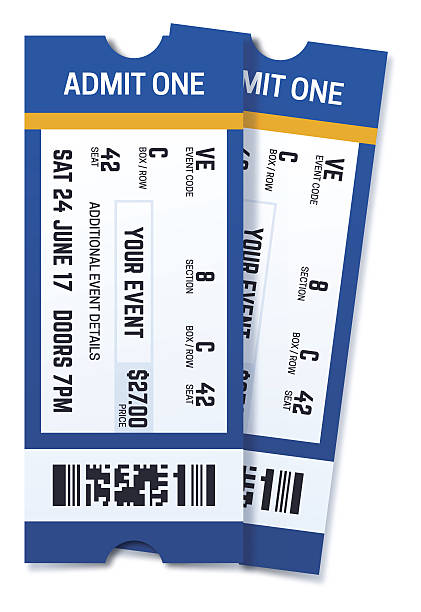 ADMIT ONE
VE
EVENT CODE
8
SECTION
C
BOX / ROW
42
SEAT
C
BOX / ROW
42
SEAT
YOUR EVENT
$27.00
PRICE
ADDITIONAL EVENT DETAILS
SAT 24 JUNE 17 DOORS 7PM
MIT ONE
VE
EVENT CODE
8
SECTION
C
BOX / ROW
42
SEAT
C
BOX / ROW
YOUR EVENT